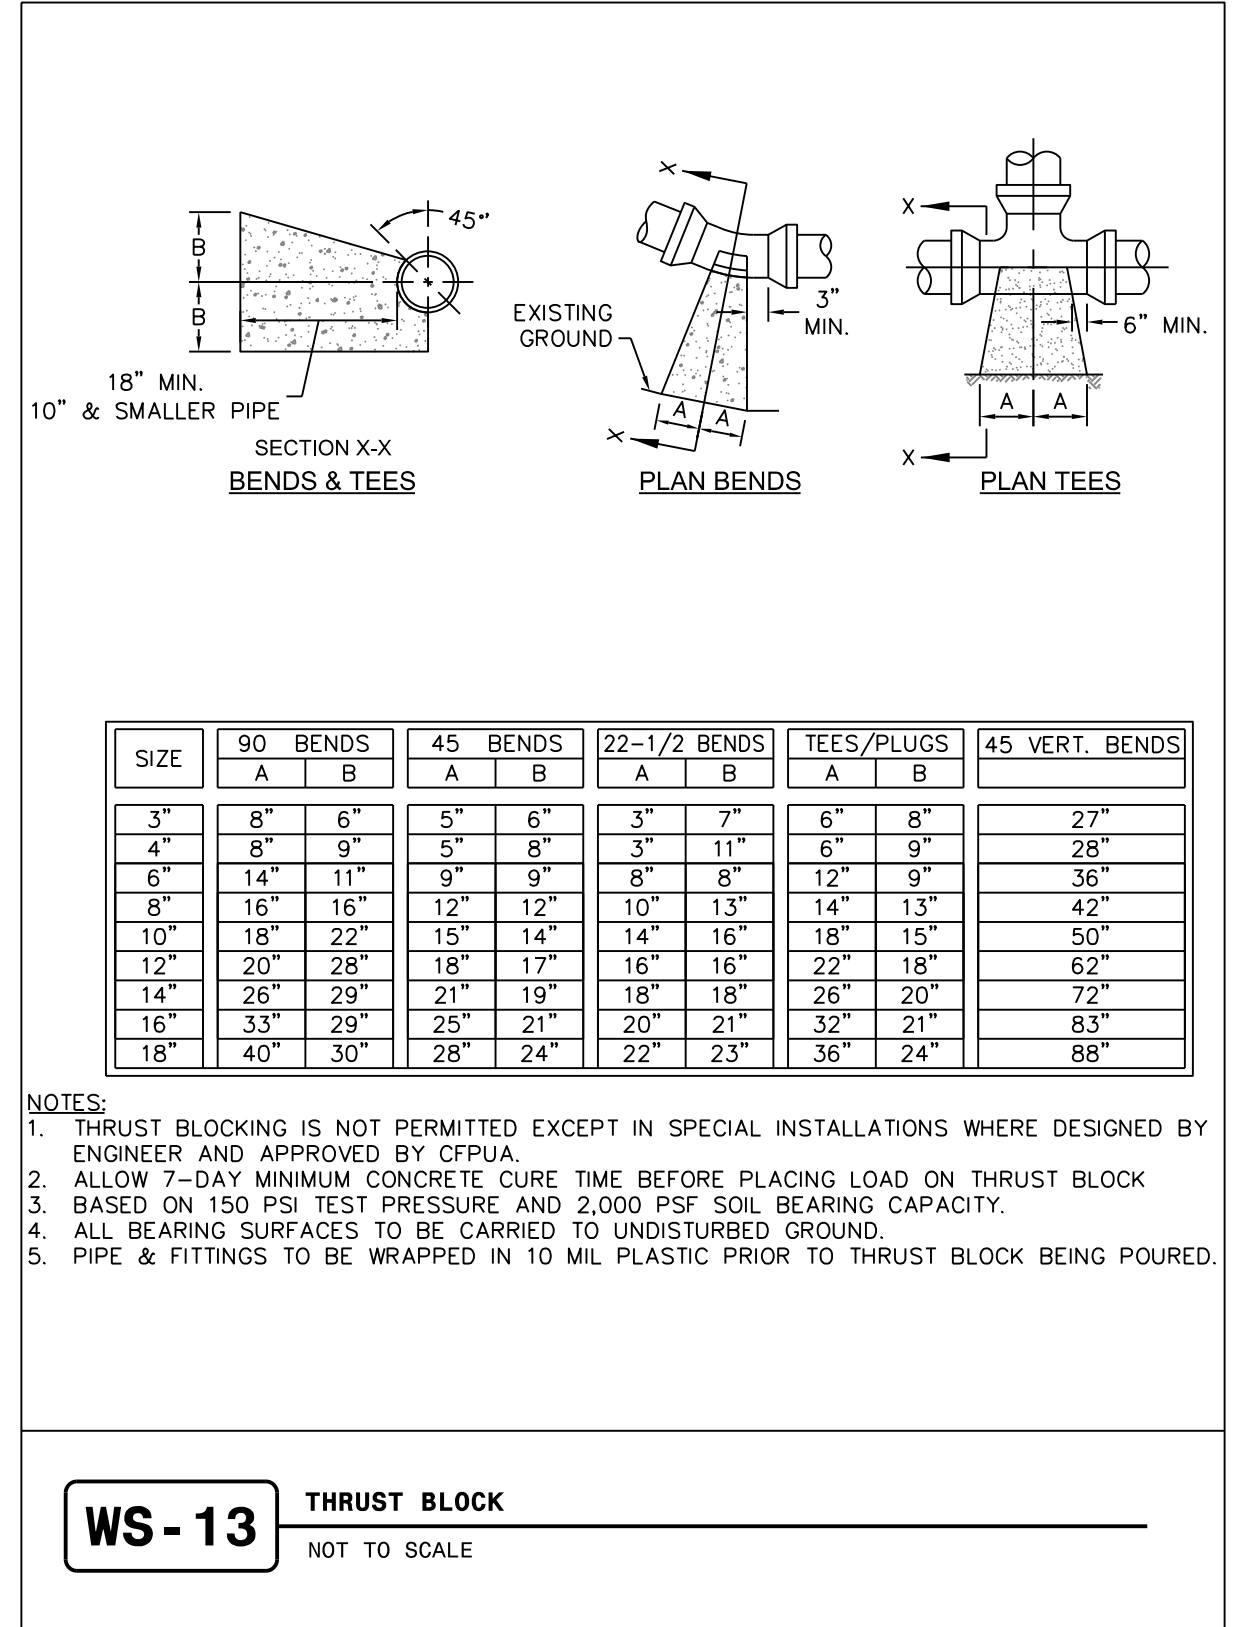 X
X
45°
B
B
3"
MIN.
EXISTING
GROUND
6" MIN.
18" MIN.
10" & SMALLER PIPE
A
A
A
A
X
X
SECTION X-X
BENDS & TEES
PLAN BENDS
PLAN TEES
SIZE 90 BENDS 45 BENDS 22-1/2 BENDS TEES/PLUGS 45 VERT. BENDS
A B A B A B A B
3" 8" 6" 5" 6" 3" 7" 6" 8" 27"
4" 8" 9" 5" 8" 3" 11" 6" 9" 28"
6" 14" 11" 9" 9" 8" 8" 12" 9" 36"
8" 16" 16" 12" 12" 10" 13" 14" 13" 42"
10" 18" 22" 15" 14" 14" 16" 18" 15" 50"
12" 20" 28" 18" 17" 16" 16" 22" 18" 62"
14" 26" 29" 21" 19" 18" 18" 26" 20" 72"
16" 33" 29" 25" 21" 20" 21" 32" 21" 83"
18" 40" 30" 28" 24" 22" 23" 36" 24" 88"
NOTES:
1. THRUST BLOCKING IS NOT PERMITTED EXCEPT IN SPECIAL INSTALLATIONS WHERE DESIGNED BY
ENGINEER AND APPROVED BY CFPUA.
2. ALLOW 7-DAY MINIMUM CONCRETE CURE TIME BEFORE PLACING LOAD ON THRUST BLOCK
3. BASED ON 150 PSI TEST PRESSURE AND 2,000 PSF SOIL BEARING CAPACITY.
4. ALL BEARING SURFACES TO BE CARRIED TO UNDISTURBED GROUND.
5. PIPE & FITTINGS TO BE WRAPPED IN 10 MIL PLASTIC PRIOR TO THRUST BLOCK BEING POURED.
WS-13
THRUST BLOCK
NOT TO SCALE